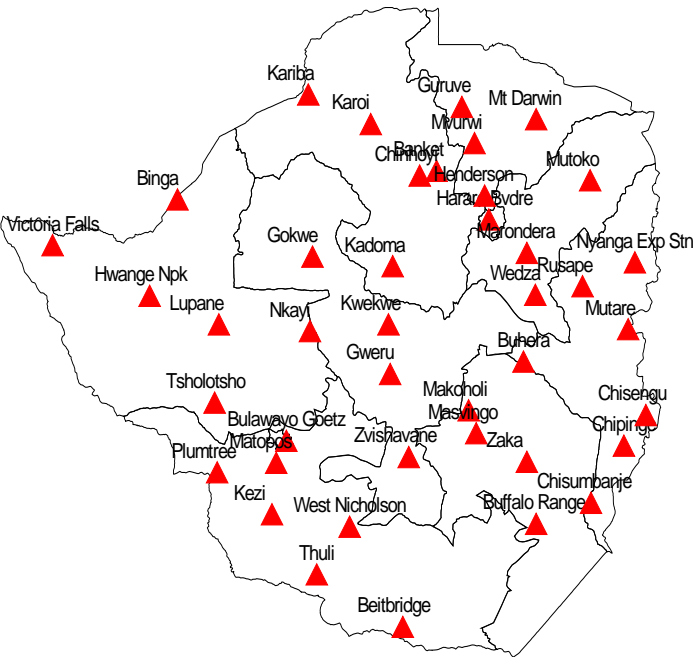 Kariba
Guruve
Karoi
Mt Darwin
Mvurwi
Banket
Chinhoyi
Mutoko
Henderson
Binga
Harare Bvdre
Victoria Falls
Marondera
Nyanga Exp Stn
Gokwe
Kadoma
Rusape
Hwange Npk
Wedza
Lupane
Nkayi
Kwekwe
Mutare
Buhera
Gweru
Tsholotsho
Makoholi
Chisengu
Masvingo
Bulawayo Goetz
Chipinge
Zvishavane
Zaka
Matopos
Plumtree
Chisumbanje
Kezi
West Nicholson
Buffalo Range
Thuli
Beitbridge